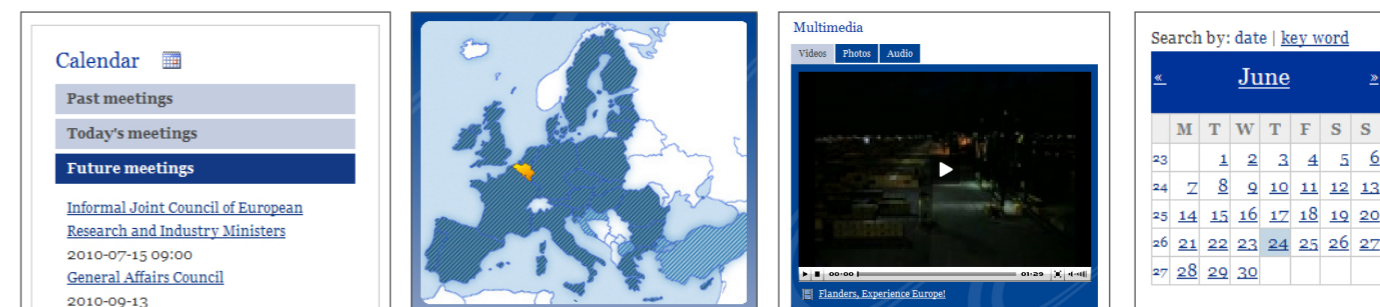 Calendar
Past meetings
Today's meetings
Future meetings
Informal Joint Council of European
Research and Industry Ministers
2010-07-15 09:00
General Affairs Council
2010-09-13
Multimedia
Videos Photos Audio
00:00 01:29
Flanders, Experience Europe!
Search by: date | key word
« June »
M T W T F S S
23 1 2 3 4 5 6
24 7 8 9 10 11 12 13
25 14 15 16 17 18 19 20
26 21 22 23 24 25 26 27
27 28 29 30